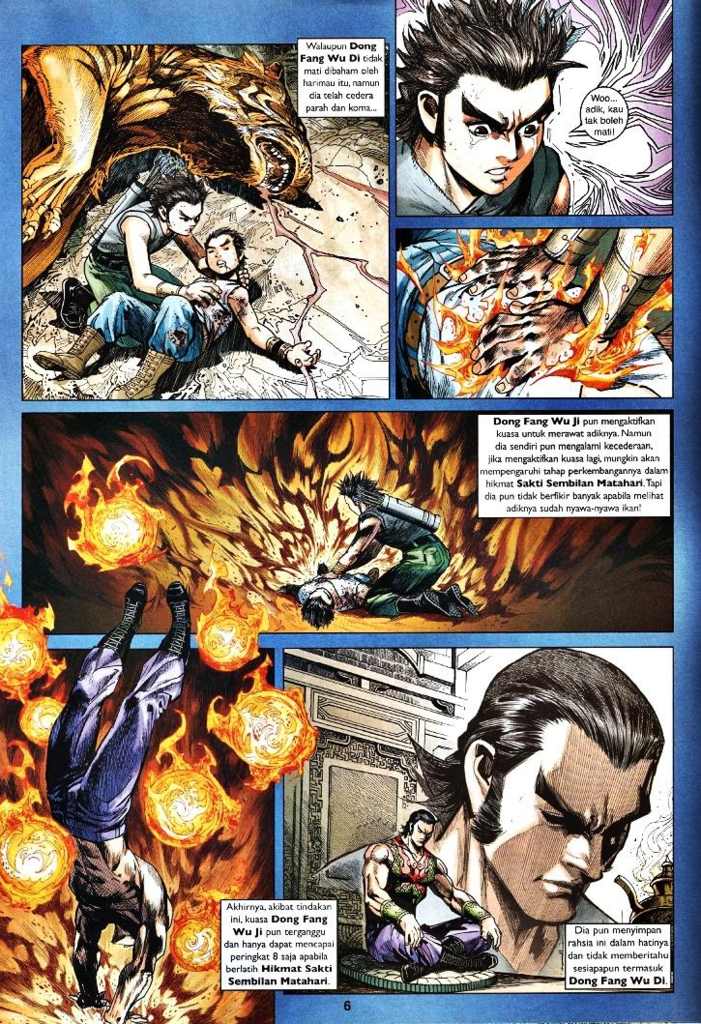 Walaupun Dong
Fang Wu Di tidak
mati dibaham oleh
harimau itu, namun
dia telah cedera
parah dan koma...
Woo...
adik, kau
tak boleh
mati!
Dong Fang Wu Ji pun mengaktifkan
kuasa untuk merawat adiknya. Namun
dia sendiri pun mengalami kecederaan,
jika mengaktifkan kuasa lagi, mungkin akan
mempengaruhi tahap perkembangannya dalam
hikmat Sakti Sembilan Matahari. Tapi
dia pun tidak berfikir banyak apabila melihat
adiknya sudah nyawa-nyawa ikan!
Akhirnya, akibat tindakan
ini, kuasa Dong Fang
Wu Ji pun terganggu
dan hanya dapat mencapai
peringkat 8 saja apabila
berlatih Hikmat Sakti
Sembilan Matahari.
Dia pun menyimpan
rahsia ini dalam hatinya
dan tidak memberitahu
sesiapapun termasuk
Dong Fang Wu Di.
6